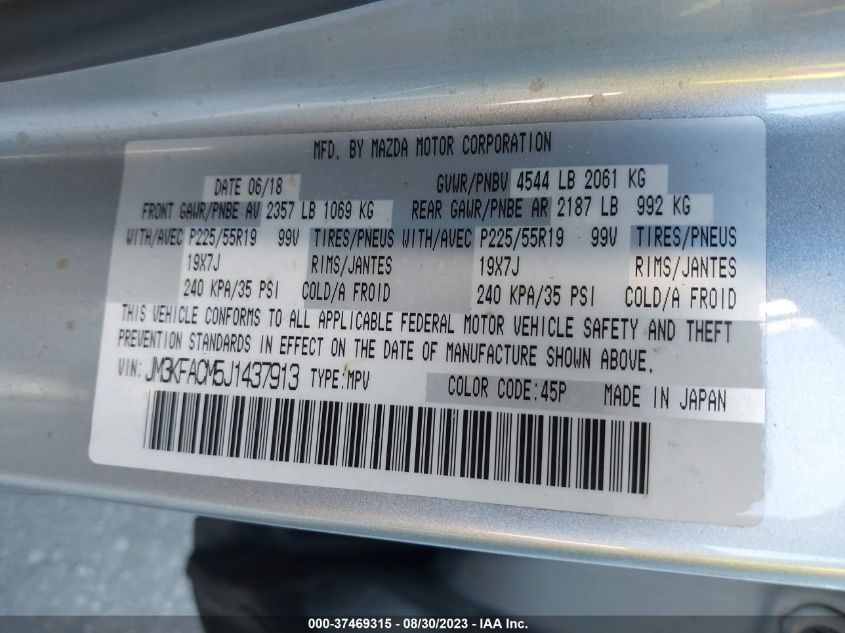 MFD. BY MAZDA MOTOR CORPORATION
DATE 06/18 GVWR/PNBV 4544 LB 2061 KG
FRONT GAWR/PNBE AV 2357 LB 1069 KG REAR GAWR/PNBE AR 2187 LB 992 KG
WITH/AVEC P225/55R19 99V TIRES/PNEUS WITH/AVEC P225/55R19 99V TIRES/PNEUS
19X7J RIMS/JANTES 19X7J RIMS/JANTES
240 KPA/35 PSI COLD/A FROID 240 KPA/35 PSI COLD/A FROID
THIS VEHICLE CONFORMS TO ALL APPLICABLE FEDERAL MOTOR VEHICLE SAFETY AND THEFT
PREVENTION STANDARDS IN EFFECT ON THE DATE OF MANUFACTURE SHOWN ABOVE.
VIN: JM3KFACM5J1437913 TYPE:MPV COLOR CODE:45P MADE IN JAPAN
000-37469315 - 08/30/2023 - IAAI.com